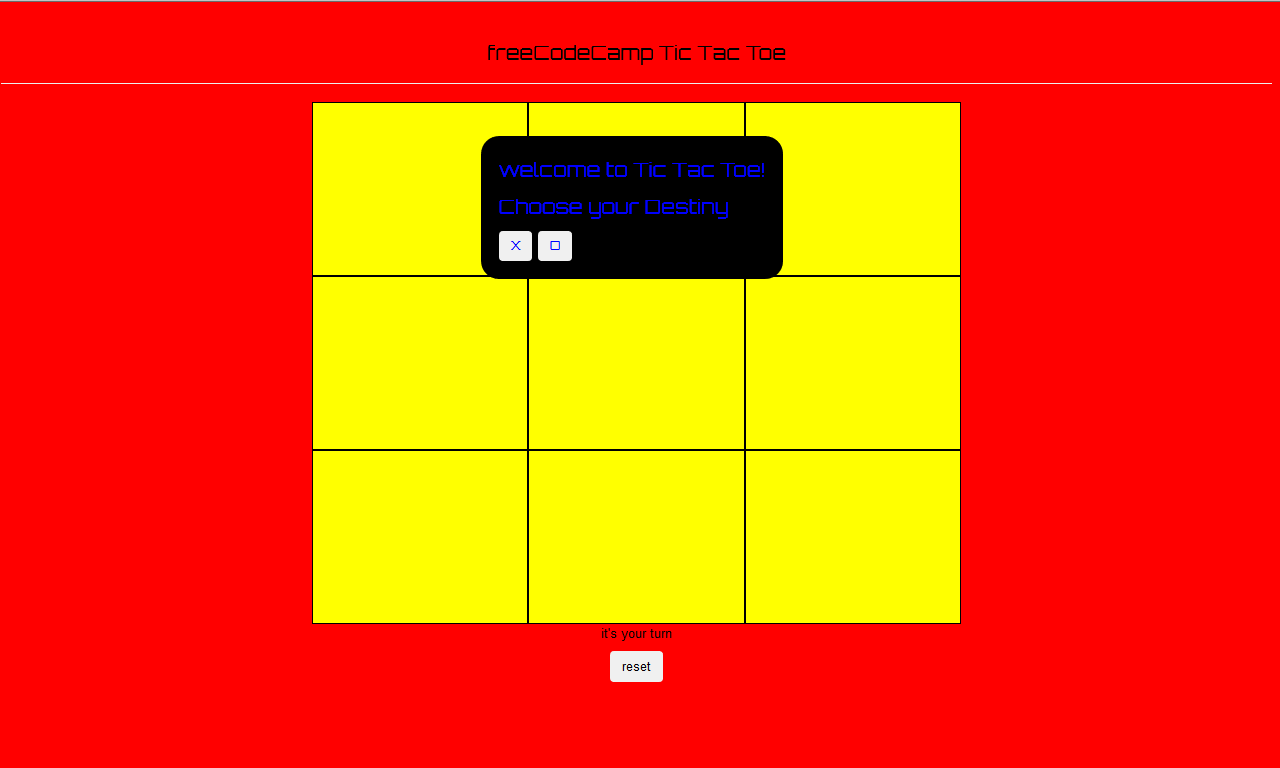 freeCodeCamp Tic Tac Toe
welcome to Tic Tac Toe!
Choose your Destiny
X O
it's your turn
reset